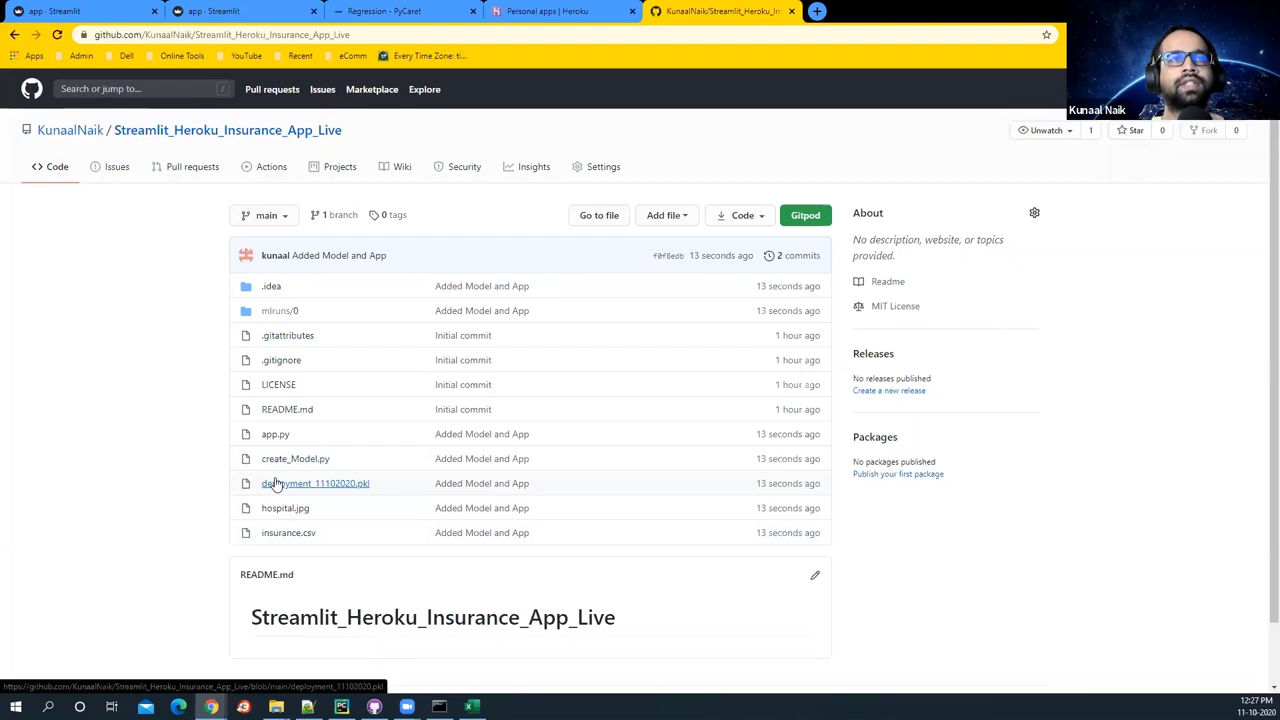 app - Streamlit
app - Streamlit
Regression - PyCaret
Personal apps | Heroku
KunaalNaik/Streamlit_Heroku_In
github.com/KunaalNaik/Streamlit_Heroku_Insurance_App_Live
Apps Admin Dell Online Tools YouTube Recent eComm Every Time Zone: ti...
Kunaal Naik
Search or jump to... /
Pull requests Issues Marketplace Explore
KunaalNaik / Streamlit_Heroku_Insurance_App_Live
Unwatch 1 Star 0 Fork 0
Code Issues Pull requests Actions Projects Wiki Security Insights Settings
main 1 branch 0 tags Go to file Add file Code Gitpod
kunaal Added Model and App f0f8edb 13 seconds ago 2 commits
.idea Added Model and App 13 seconds ago
mlruns/0 Added Model and App 13 seconds ago
.gitattributes Initial commit 1 hour ago
.gitignore Initial commit 1 hour ago
LICENSE Initial commit 1 hour ago
README.md Initial commit 1 hour ago
app.py Added Model and App 13 seconds ago
create_Model.py Added Model and App 13 seconds ago
deployment_11102020.pkl Added Model and App 13 seconds ago
hospital.jpg Added Model and App 13 seconds ago
insurance.csv Added Model and App 13 seconds ago
README.md
Streamlit_Heroku_Insurance_App_Live
About
No description, website, or topics
provided.
Readme
MIT License
Releases
No releases published
Create a new release
Packages
No packages published
Publish your first package
https://github.com/KunaalNaik/Streamlit_Heroku_Insurance_App_Live/blob/main/deployment_11102020.pkl
12:27 PM
11-10-2020